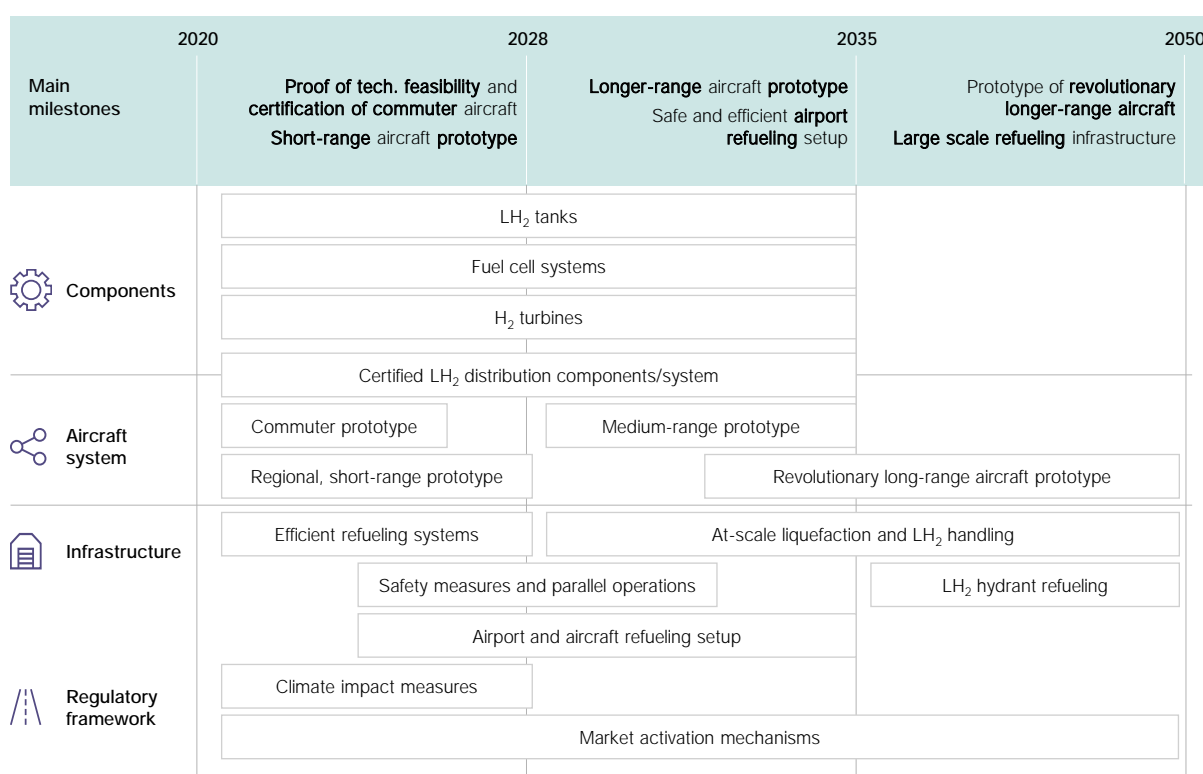 2020
2028
2035
2050
Main
milestones
Proof of tech. feasibility and
certification of commuter aircraft
Short-range aircraft prototype
Longer-range aircraft prototype
Safe and efficient airport
refueling setup
Prototype of revolutionary
longer-range aircraft
Large scale refueling infrastructure
Components
LH₂ tanks
Fuel cell systems
H₂ turbines
Certified LH₂ distribution components/system
Aircraft
system
Commuter prototype
Medium-range prototype
Regional, short-range prototype
Revolutionary long-range aircraft prototype
Infrastructure
Efficient refueling systems
At-scale liquefaction and LH₂ handling
Safety measures and parallel operations
LH₂ hydrant refueling
Airport and aircraft refueling setup
Regulatory
framework
Climate impact measures
Market activation mechanisms